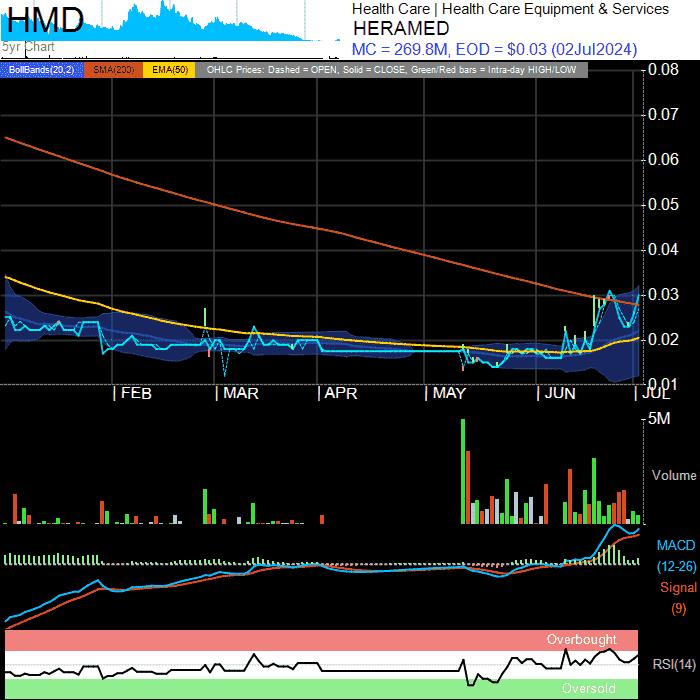 HMD
Health Care | Health Care Equipment & Services
HERAMED
5yr Chart
MC = 269.8M, EOD = $0.03 (02Jul2024)
BollBands(20,2) SMA(200) EMA(50) OHLC Prices: Dashed = OPEN, Solid = CLOSE, Green/Red bars = Intra-day HIGH/LOW
0.08
0.07
0.06
0.05
0.04
0.03
0.02
0.01
FEB MAR APR MAY JUN JUL
5M
Volume
MACD
(12-26)
Signal
(9)
Overbought
RSI(14)
Oversold